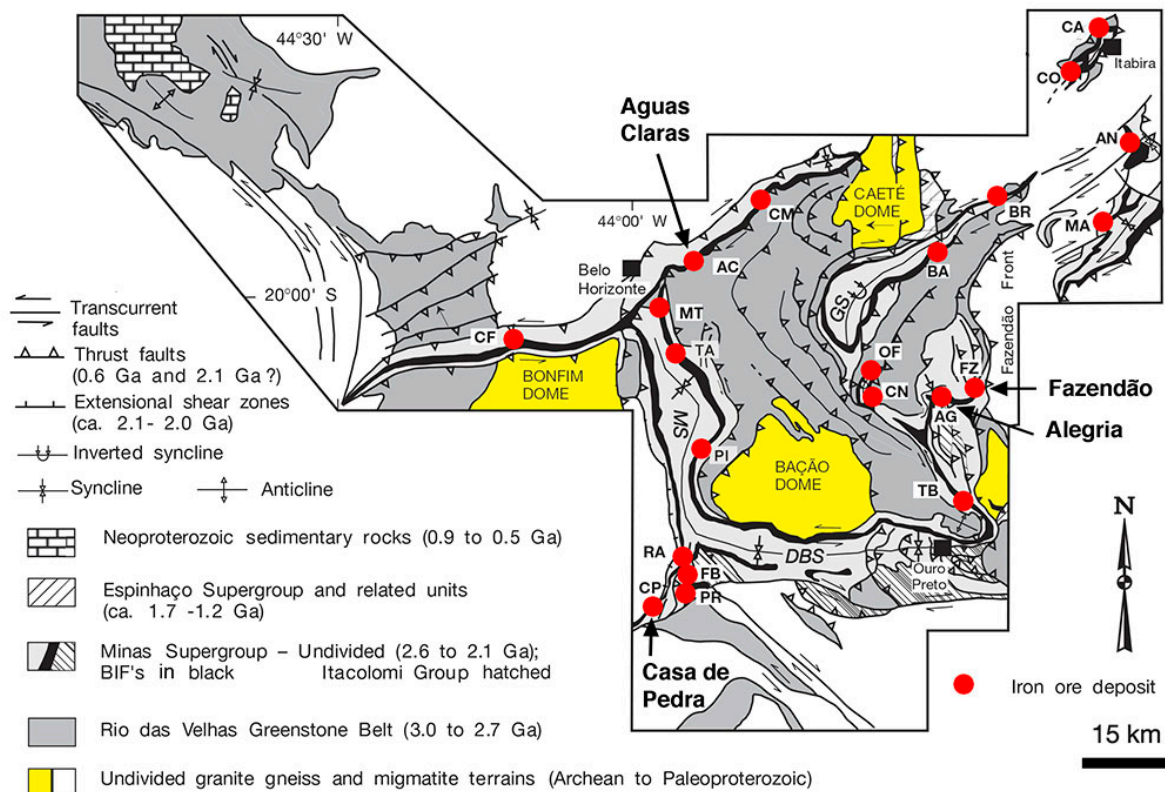 44°30' W
CA
Itabira
CO
Aguas
Claras
AN
CAETÉ
DOME
44°00' W
CM
BR
MA
Belo
Horizonte
AC
BA
GS
Fazendão Front
20°00' S
Transcurrent
faults
MT
CF
TA
OF
FZ
Thrust faults
(0.6 Ga and 2.1 Ga?)
BONFIM
DOME
CN
Fazendão
AG
Extensional shear zones
(ca. 2.1- 2.0 Ga)
MS
Alegria
Inverted syncline
PI
BAÇÃO
DOME
Syncline
Anticline
TB
N
Neoproterozoic sedimentary rocks (0.9 to 0.5 Ga)
RA
DBS
Ouro
Preto
FB
CP
PR
Espinhaço Supergroup and related units
(ca. 1.7 -1.2 Ga)
Minas Supergroup – Undivided (2.6 to 2.1 Ga);
BIF's in black Itacolomi Group hatched
Casa de
Pedra
Iron ore deposit
Rio das Velhas Greenstone Belt (3.0 to 2.7 Ga)
15 km
Undivided granite gneiss and migmatite terrains (Archean to Paleoproterozoic)